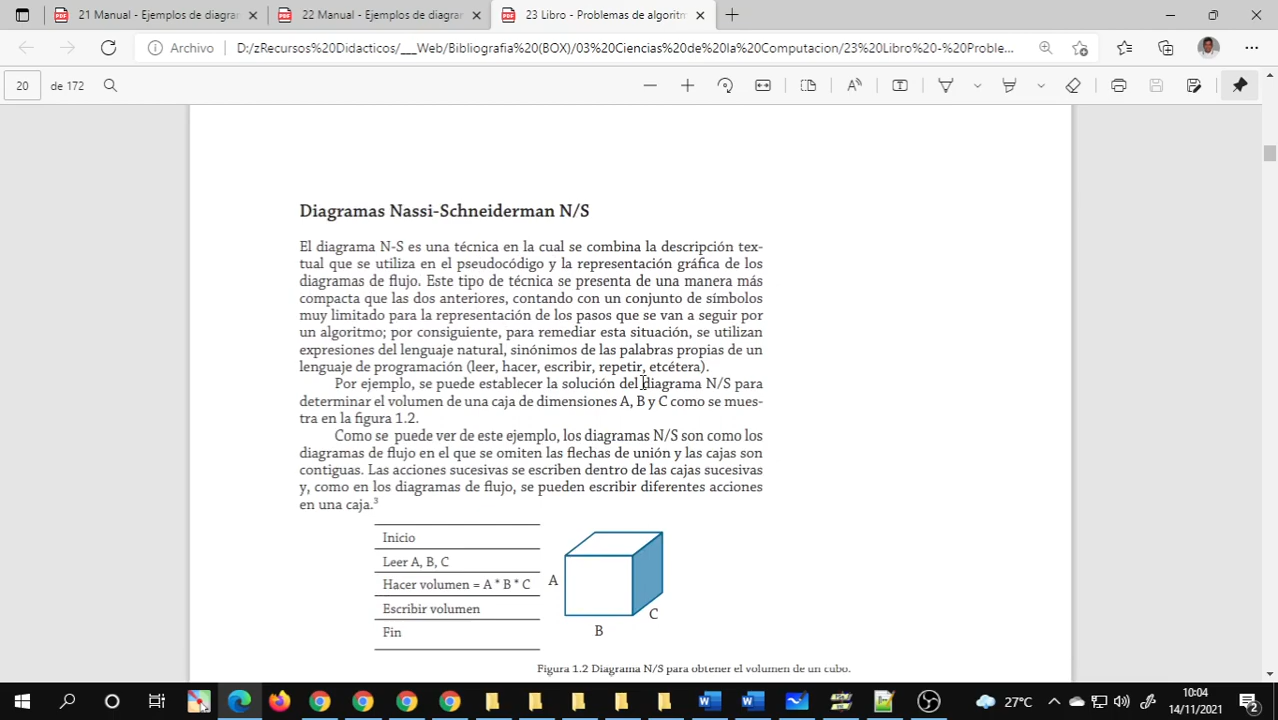 21 Manual - Ejemplos de diagram
22 Manual - Ejemplos de diagra
23 Libro - Problemas de algoritm
Archivo
D:/zRecursos%20Didacticos/___Web/Bibliografia%20(BOX)/03%20Ciencias%20de%20la%20Computacion/23%20Libro%20-%20Proble...
20
de 172
Diagramas Nassi-Schneiderman N/S
El diagrama N-S es una técnica en la cual se combina la descripción tex-
tual que se utiliza en el pseudocódigo y la representación gráfica de los
diagramas de flujo. Este tipo de técnica se presenta de una manera más
compacta que las dos anteriores, contando con un conjunto de símbolos
muy limitado para la representación de los pasos que se van a seguir por
un algoritmo; por consiguiente, para remediar esta situación, se utilizan
expresiones del lenguaje natural, sinónimos de las palabras propias de un
lenguaje de programación (leer, hacer, escribir, repetir, etcétera).
Por ejemplo, se puede establecer la solución del diagrama N/S para
determinar el volumen de una caja de dimensiones A, B y C como se mues-
tra en la figura 1.2.
Como se puede ver de este ejemplo, los diagramas N/S son como los
diagramas de flujo en el que se omiten las flechas de unión y las cajas son
contiguas. Las acciones sucesivas se escriben dentro de las cajas sucesivas
y, como en los diagramas de flujo, se pueden escribir diferentes acciones
en una caja.3
Inicio
Leer A, B, C
Hacer volumen = A * B * C
Escribir volumen
Fin
A
B
C
Figura 1.2 Diagrama N/S para obtener el volumen de un cubo.
27°C
10:04
14/11/2021
2